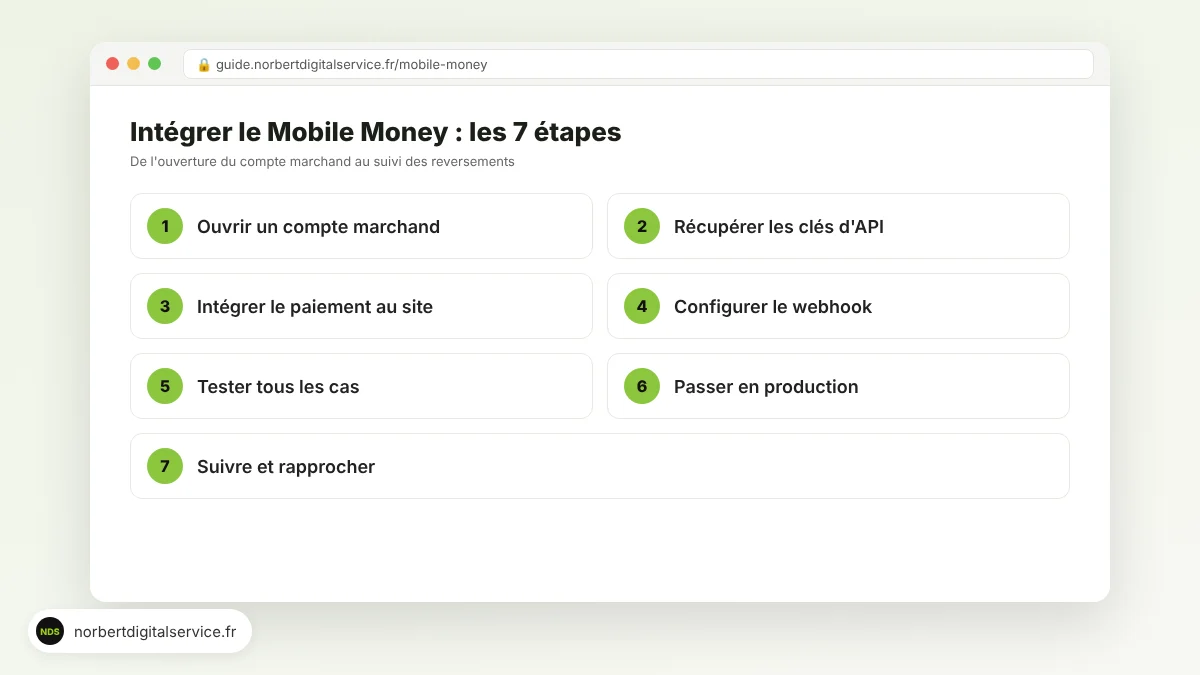 guide.norbertdigitalservice.fr/mobile-money
Intégrer le Mobile Money : les 7 étapes
De l'ouverture du compte marchand au suivi des reversements
1 Ouvrir un compte marchand
2 Récupérer les clés d'API
3 Intégrer le paiement au site
4 Configurer le webhook
5 Tester tous les cas
6 Passer en production
7 Suivre et rapprocher
NDS norbertdigitalservice.fr